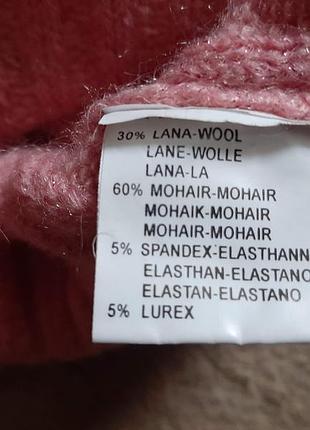 30% LANA-WOOL
LANE-WOLLE
LANA-LA
60% MOHAIR-MOHAIR
MOHAIK-MOHAIR
MOHAIR-MOHAIR
5% SPANDEX-ELASTHANN
ELASTHAN-ELASTANO
ELASTAN-ELASTANO
5% LUREX